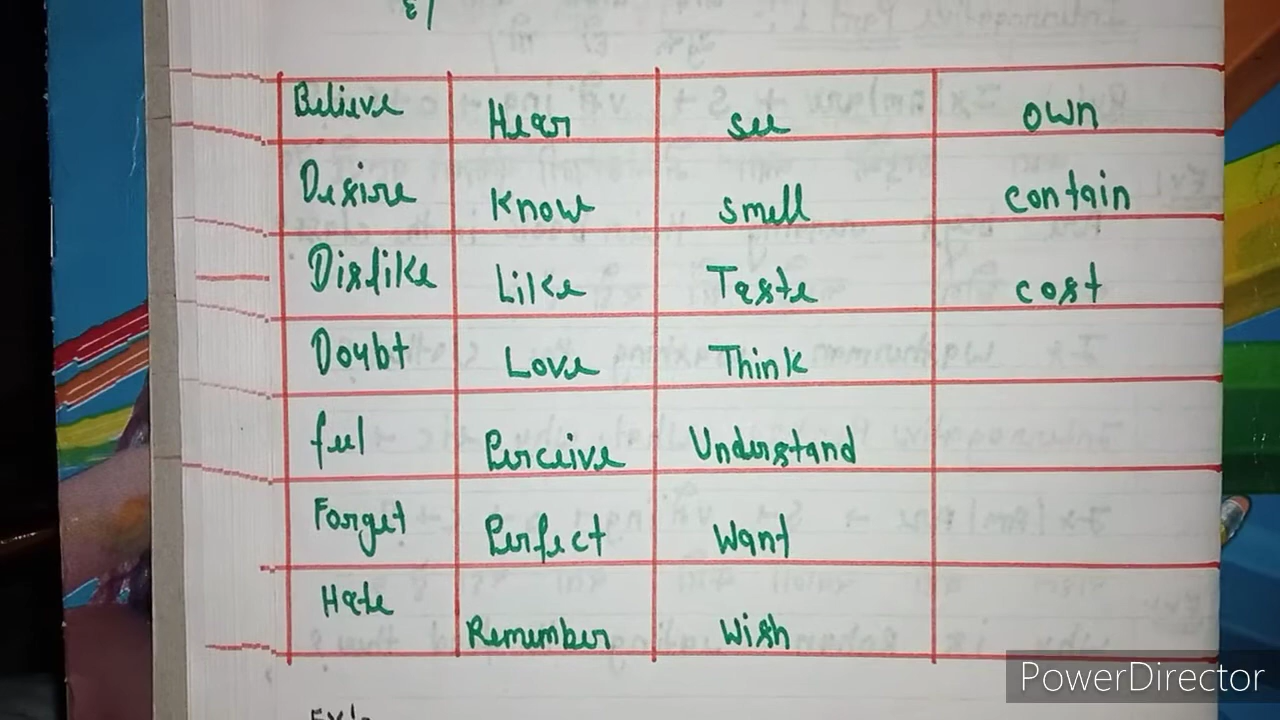 Believe Hear see own
Desire Know smell contain
Dislike Like Taste cost
Doubt Love Think
feel Perceive Understand
Forget Perfect Want
Hate Remember Wish
PowerDirector